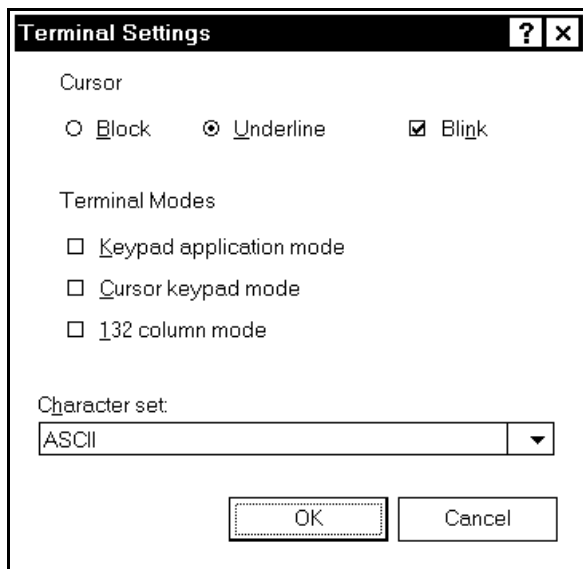 Terminal Settings ? ×
Cursor
Block Underline Blink
Terminal Modes
Keypad application mode
Cursor keypad mode
132 column mode
Character set:
ASCII
OK Cancel